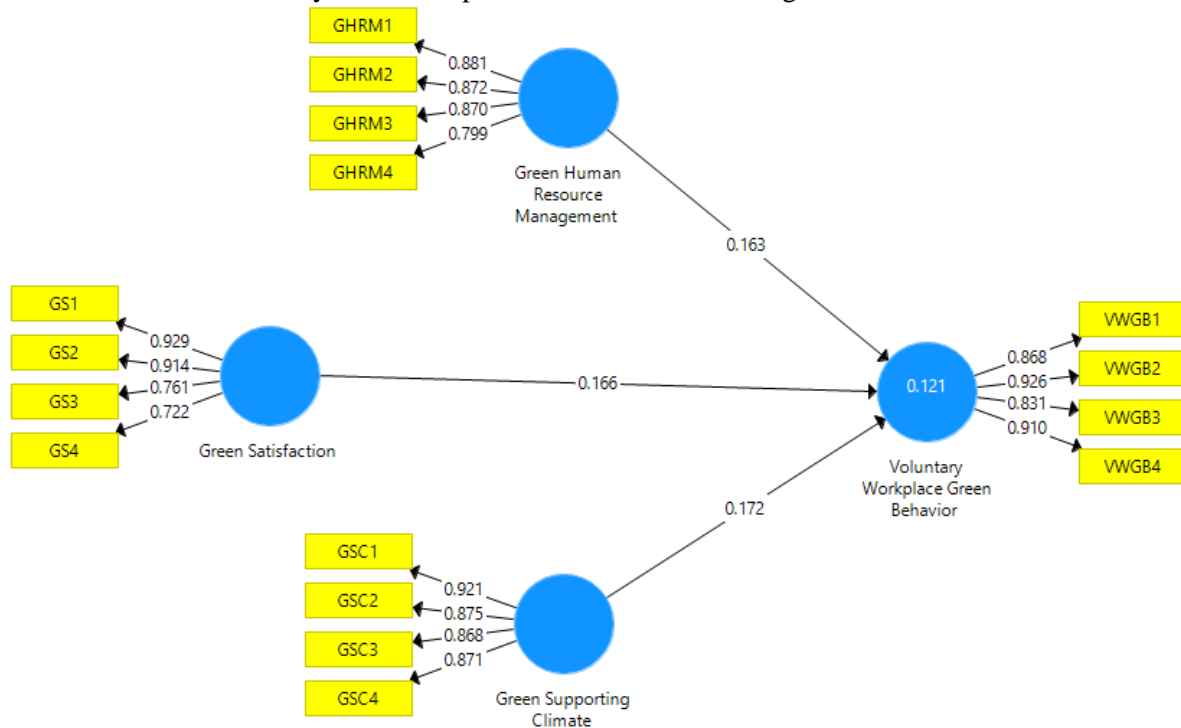 GHRM1
GHRM2
GHRM3
GHRM4
0.881
0.872
0.870
0.799
Green Human
Resource
Management
0.163
GS1
GS2
GS3
GS4
0.929
0.914
0.761
0.722
Green Satisfaction
0.166
0.121
Voluntary
Workplace Green
Behavior
0.868
0.926
0.831
0.910
VWGB1
VWGB2
VWGB3
VWGB4
0.172
GSC1
GSC2
GSC3
GSC4
0.921
0.875
0.868
0.871
Green Supporting
Climate